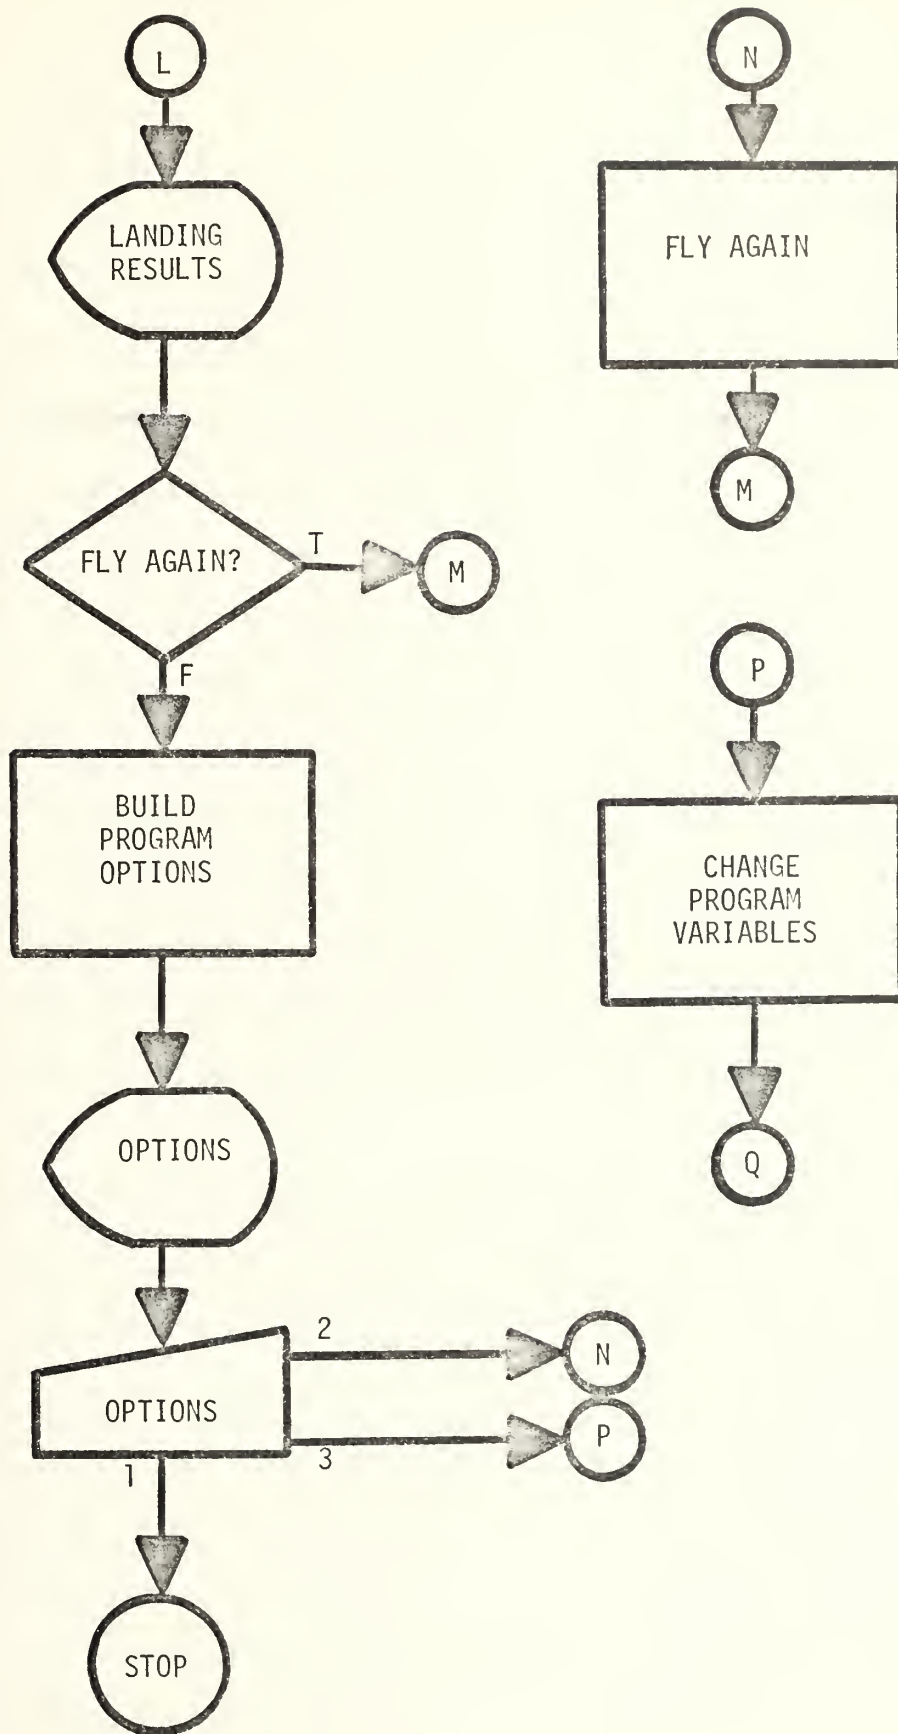 L
LANDING
RESULTS
FLY AGAIN?
T
M
F
BUILD
PROGRAM
OPTIONS
OPTIONS
OPTIONS
2
N
3
P
1
STOP
N
FLY AGAIN
M
P
CHANGE
PROGRAM
VARIABLES
Q